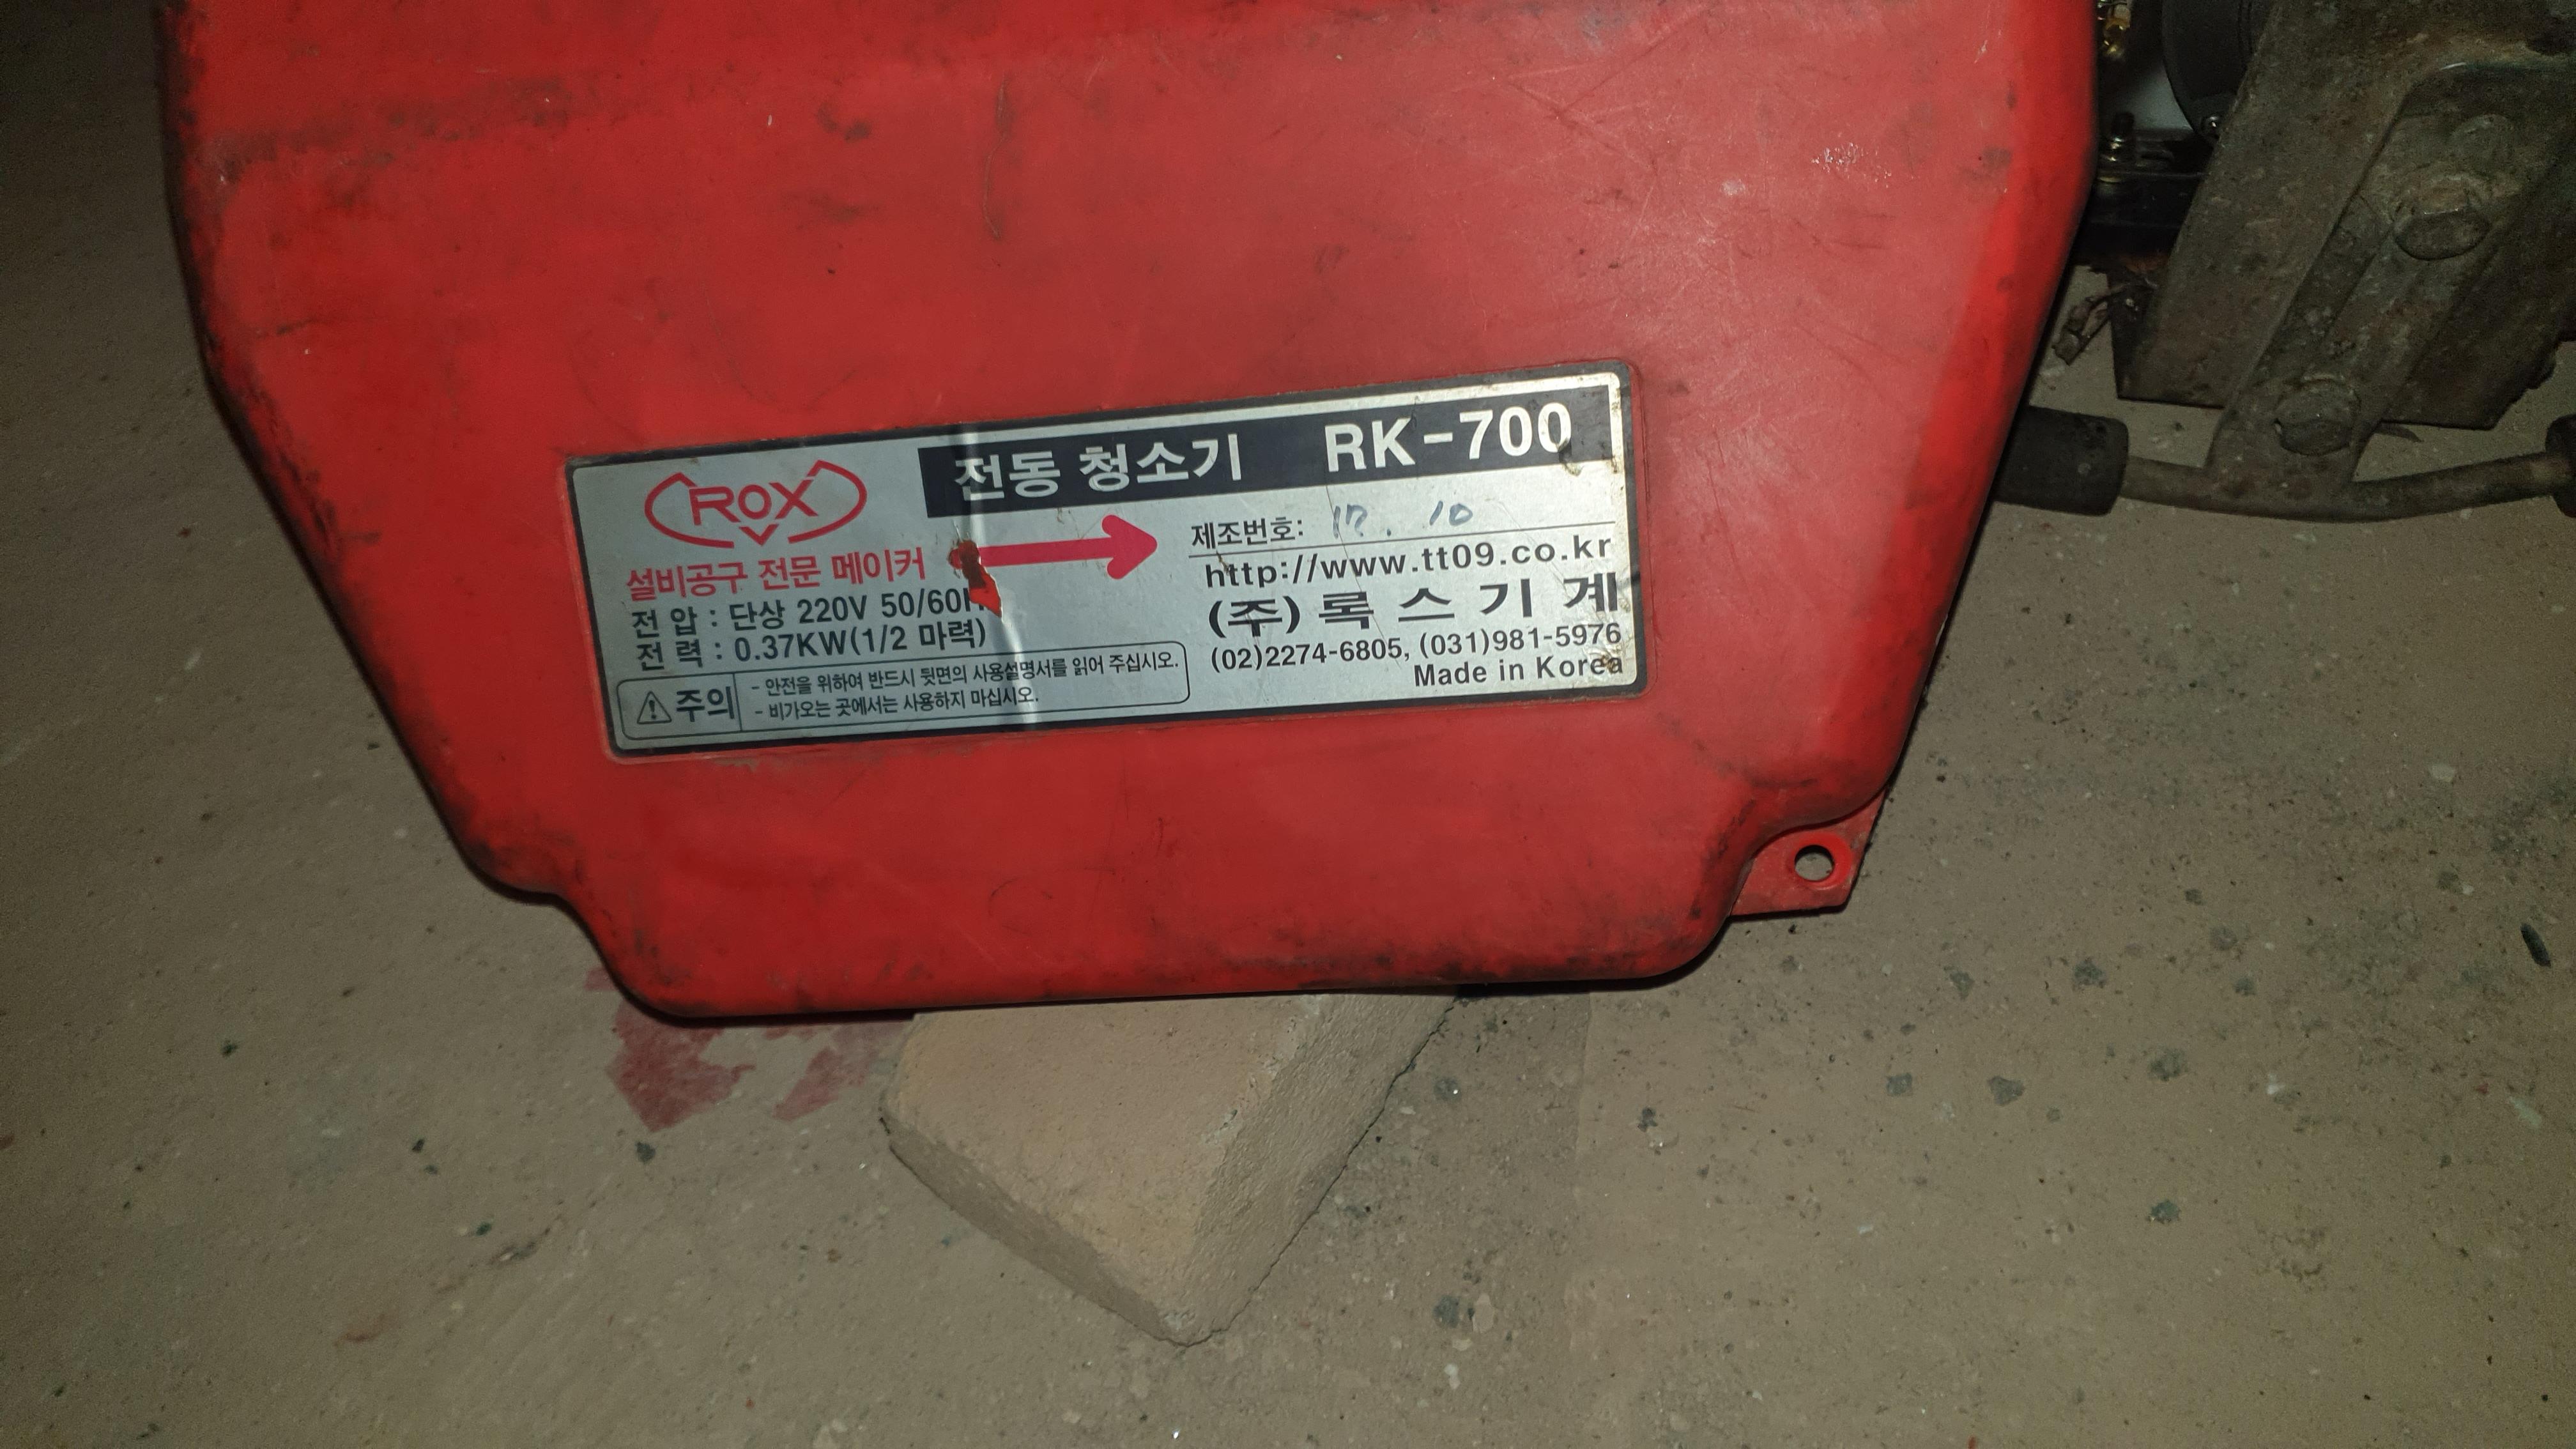 ROX
전동 청소기 RK-700
설비공구 전문 메이커
제조번호: 17. 10
http://www.tt09.co.kr
전 압 : 단상 220V 50/60H
(주) 록 스 기 계
전 력 : 0.37KW(1/2 마력)
(02)2274-6805, (031)981-5976
Made in Korea
주의
- 안전을 위하여 반드시 뒷면의 사용설명서를 읽어 주십시오.
- 비가오는 곳에서는 사용하지 마십시오.